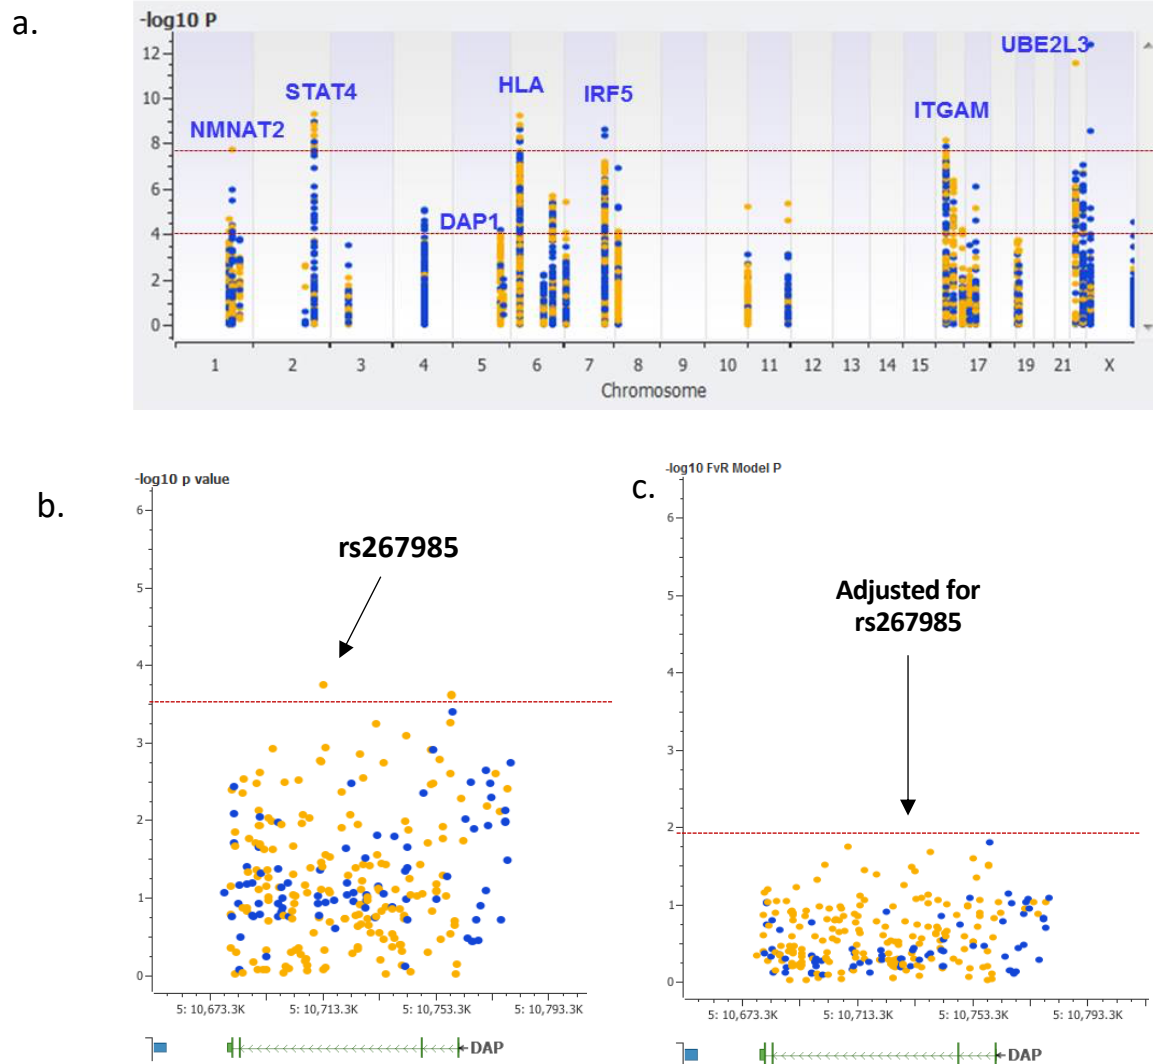 a.
-log10 P
12
10
8
6
4
2
0
NMNAT2
STAT4
DAP1
HLA
IRF5
ITGAM
UBE2L3
1 2 3 4 5 6 7 8 9 10 11 12 13 14 15 17 19 21 X
Chromosome
b.
-log10 p value
6
5
4
3
2
1
0
rs267985
5: 10,673.3K 5: 10,713.3K 5: 10,753.3K 5: 10,793.3K
DAP
c.
-log10 FvR Model P
6
5
4
3
2
1
0
Adjusted for
rs267985
5: 10,673.3K 5: 10,713.3K 5: 10,753.3K 5: 10,793.3K
DAP